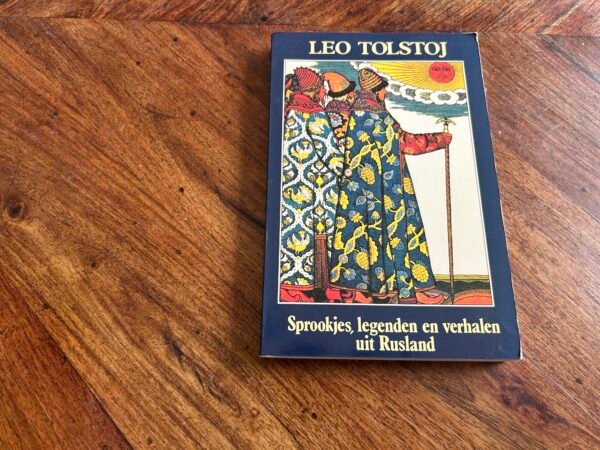 LEO TOLSTOJ
Sprookjes, legenden en verhalen
uit Rusland